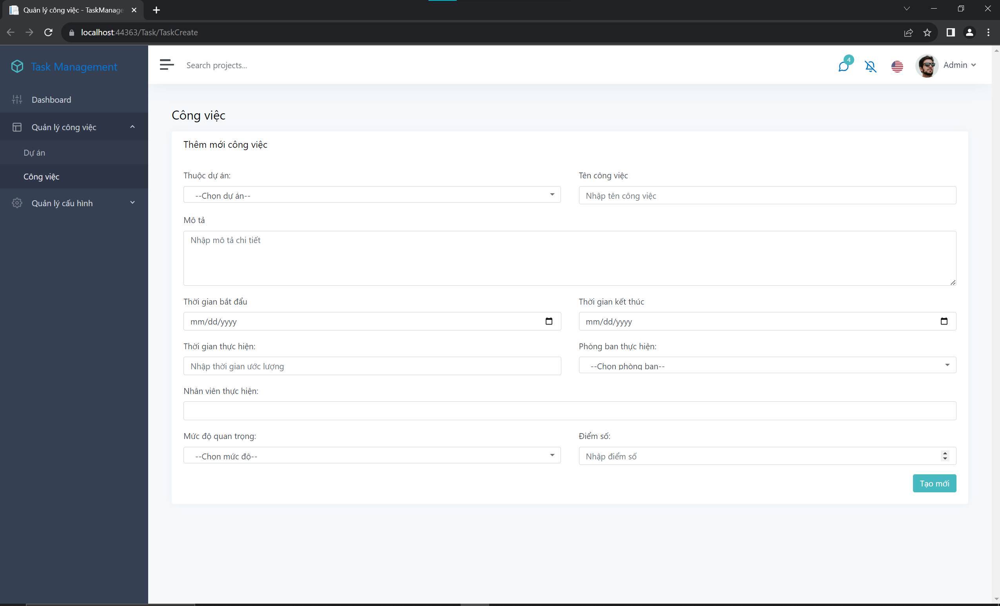 Quản lý công việc - TaskManage
localhost:44363/Task/TaskCreate
Task Management
Search projects...
4
Admin
Dashboard
Quản lý công việc
Dự án
Công việc
Quản lý cấu hình
Công việc
Thêm mới công việc
Thuộc dự án:
Tên công việc
--Chọn dự án--
Nhập tên công việc
Mô tả
Nhập mô tả chi tiết
Thời gian bắt đẩu
Thời gian kết thúc
mm/dd/yyyy
mm/dd/yyyy
Thời gian thực hiện:
Phòng ban thực hiện:
Nhập thời gian ước lượng
--Chọn phòng ban--
Nhân viên thực hiện:
Mức độ quan trọng:
Điểm số:
--Chọn mức độ--
Nhập điểm số
Tạo mới